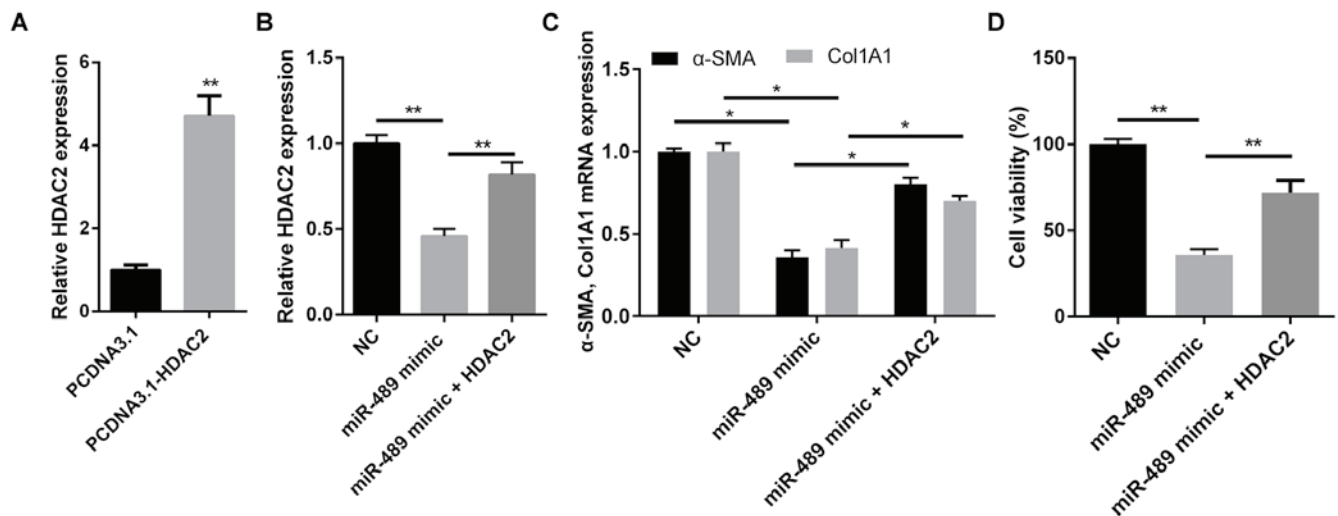 A
Relative HDAC2 expression
6
4
2
0
**
PCDNA3.1
PCDNA3.1-HDAC2
B
Relative HDAC2 expression
1.5
1.0
0.5
0.0
**
**
NC
miR-489 mimic
miR-489 mimic + HDAC2
C
α-SMA, Col1A1 mRNA expression
α-SMA
Col1A1
1.5
1.0
0.5
0.0
*
*
*
*
NC
miR-489 mimic
miR-489 mimic + HDAC2
D
Cell viability (%)
150
100
50
0
**
**
NC
miR-489 mimic
miR-489 mimic + HDAC2